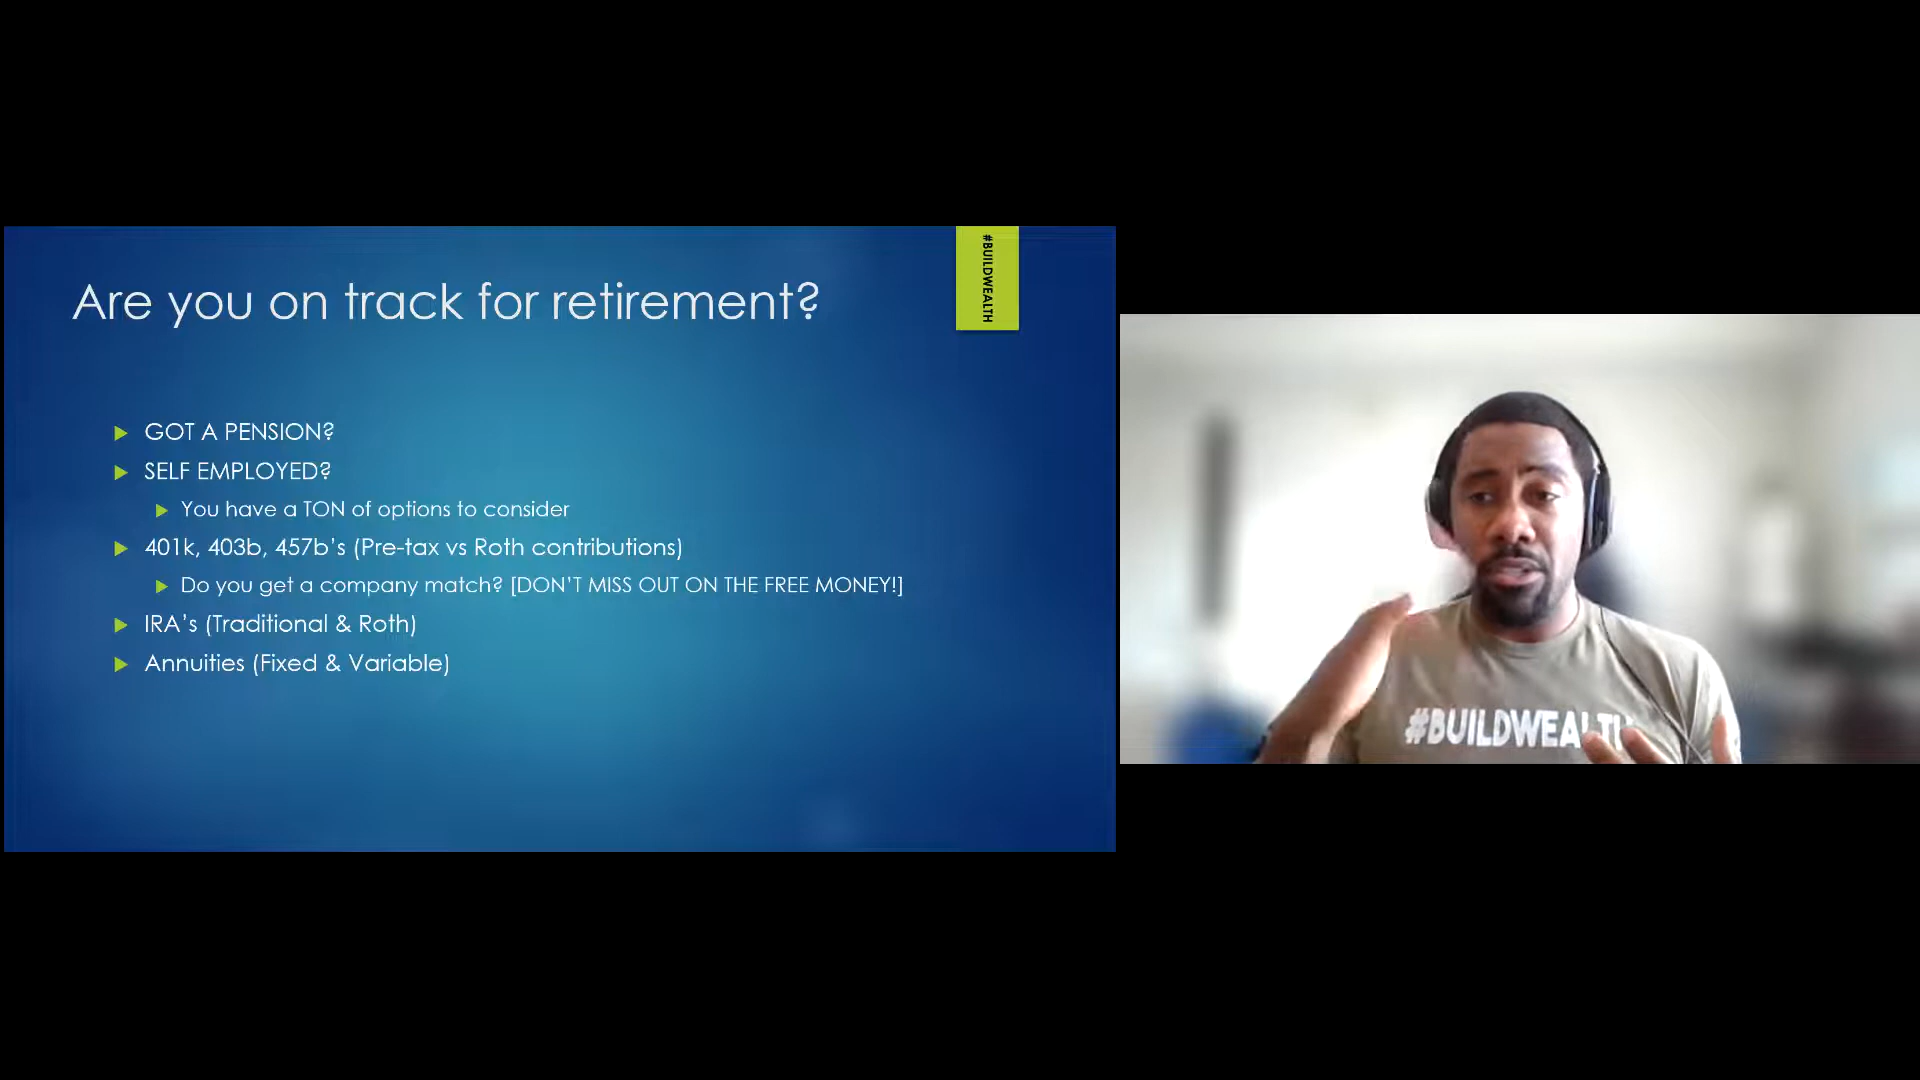 Are you on track for retirement?
#BUILDWEALTH
GOT A PENSION?
SELF EMPLOYED?
You have a TON of options to consider
401k, 403b, 457b's (Pre-tax vs Roth contributions)
Do you get a company match? [DON'T MISS OUT ON THE FREE MONEY!]
IRA's (Traditional & Roth)
Annuities (Fixed & Variable)
#BUILDWEALTH